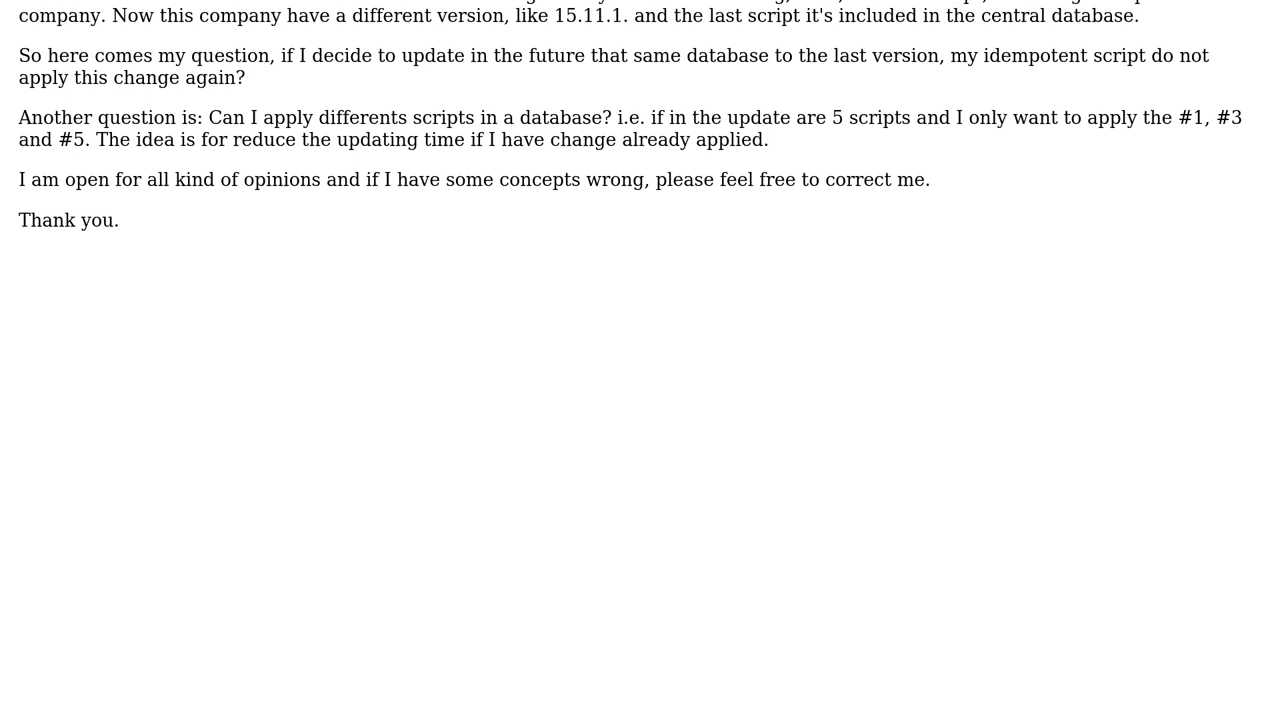 company. Now this company have a different version, like 15.11.1. and the last script it's included in the central database.
So here comes my question, if I decide to update in the future that same database to the last version, my idempotent script do not
apply this change again?
Another question is: Can I apply differents scripts in a database? i.e. if in the update are 5 scripts and I only want to apply the #1, #3
and #5. The idea is for reduce the updating time if I have change already applied.
I am open for all kind of opinions and if I have some concepts wrong, please feel free to correct me.
Thank you.